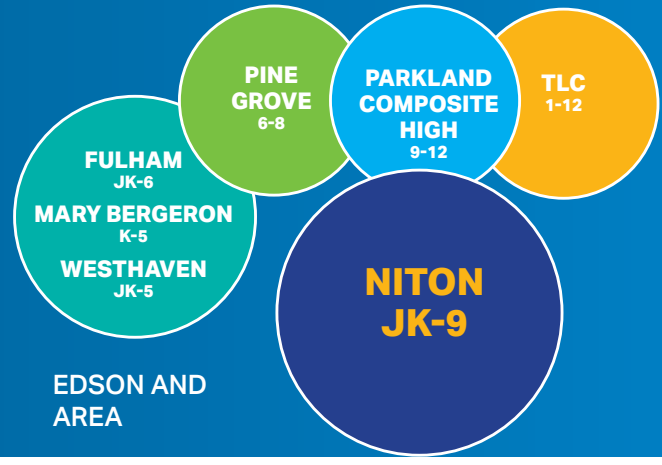 PINE
GROVE
6-8
PARKLAND
COMPOSITE
HIGH
9-12
TLC
1-12
FULHAM
JK-6
MARY BERGERON
K-5
WESTHAVEN
JK-5
NITON
JK-9
EDSON AND
AREA